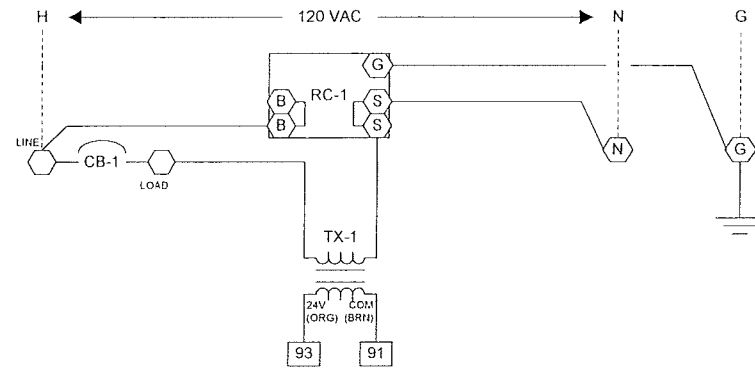 H 120 VAC N G
G
B RC-1 S
B S
LINE
CB-1 N G
LOAD
TX-1
24V COM
(ORG) (BRN)
93 91